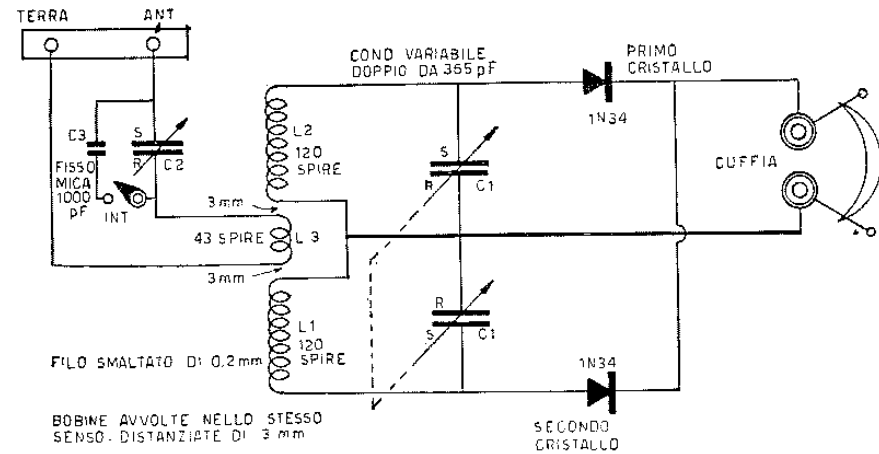 TERRA
ANT
COND VARIABILE
DOPPIO DA 365 pF
PRIMO
CRISTALLO
1N34
C3
S
R
C2
FISSO
MICA
1000
pF
INT
L2
120
SPIRE
S
R
C1
CUFFIA
3 mm
43 SPIRE
L 3
3 mm
L1
120
SPIRE
R
S
C1
FILO SMALTATO DI 0,2 mm
1N34
BOBINE AVVOLTE NELLO STESSO
SENSO. DISTANZIATE DI 3 mm
SECONDO
CRISTALLO